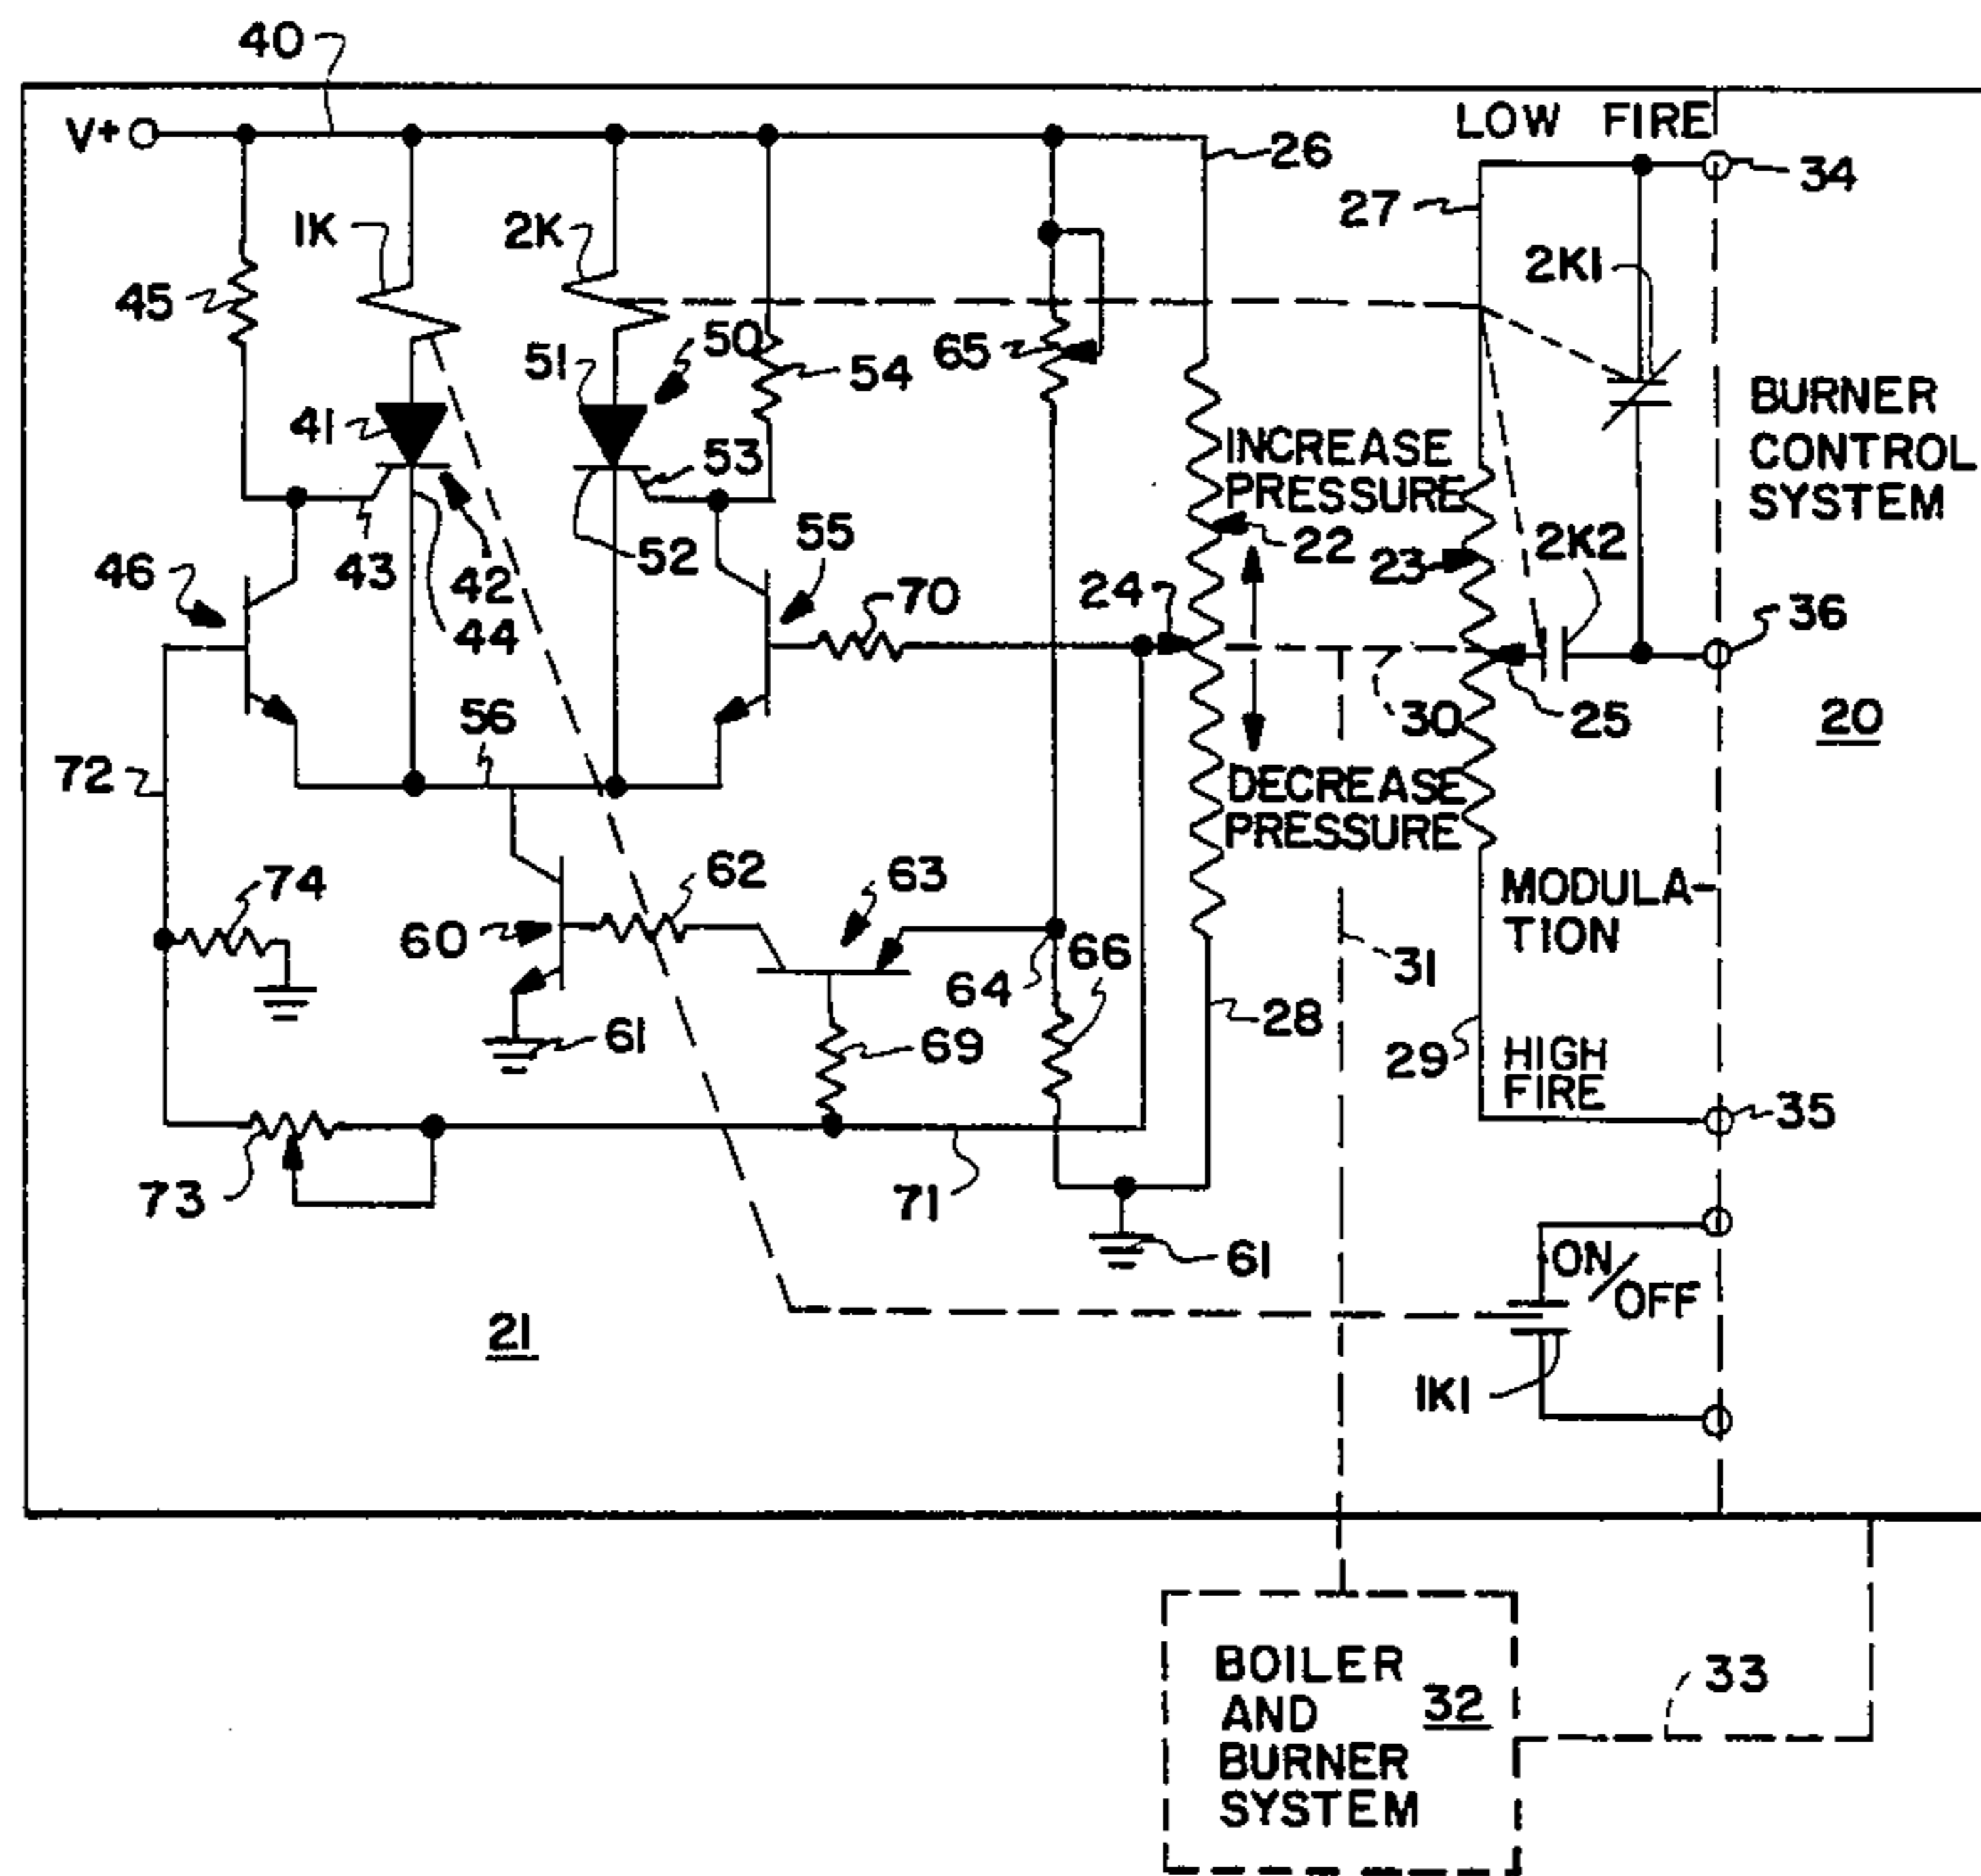 40
V+
LOW FIRE
26
34
27
1K
2K
2K1
45
50
51
65
54
41
BURNER
CONTROL
SYSTEM
53
INCREASE
PRESSURE
55
22
2K2
46
43
42
52
23
24
70
36
44
56
30
25
20
72
DECREASE
PRESSURE
74
62
63
MODULA-
TION
60
66
64
31
61
69
28
29
HIGH
FIRE
35
73
71
61
ON/OFF
21
1K1
BOILER
AND
BURNER
SYSTEM
32
33